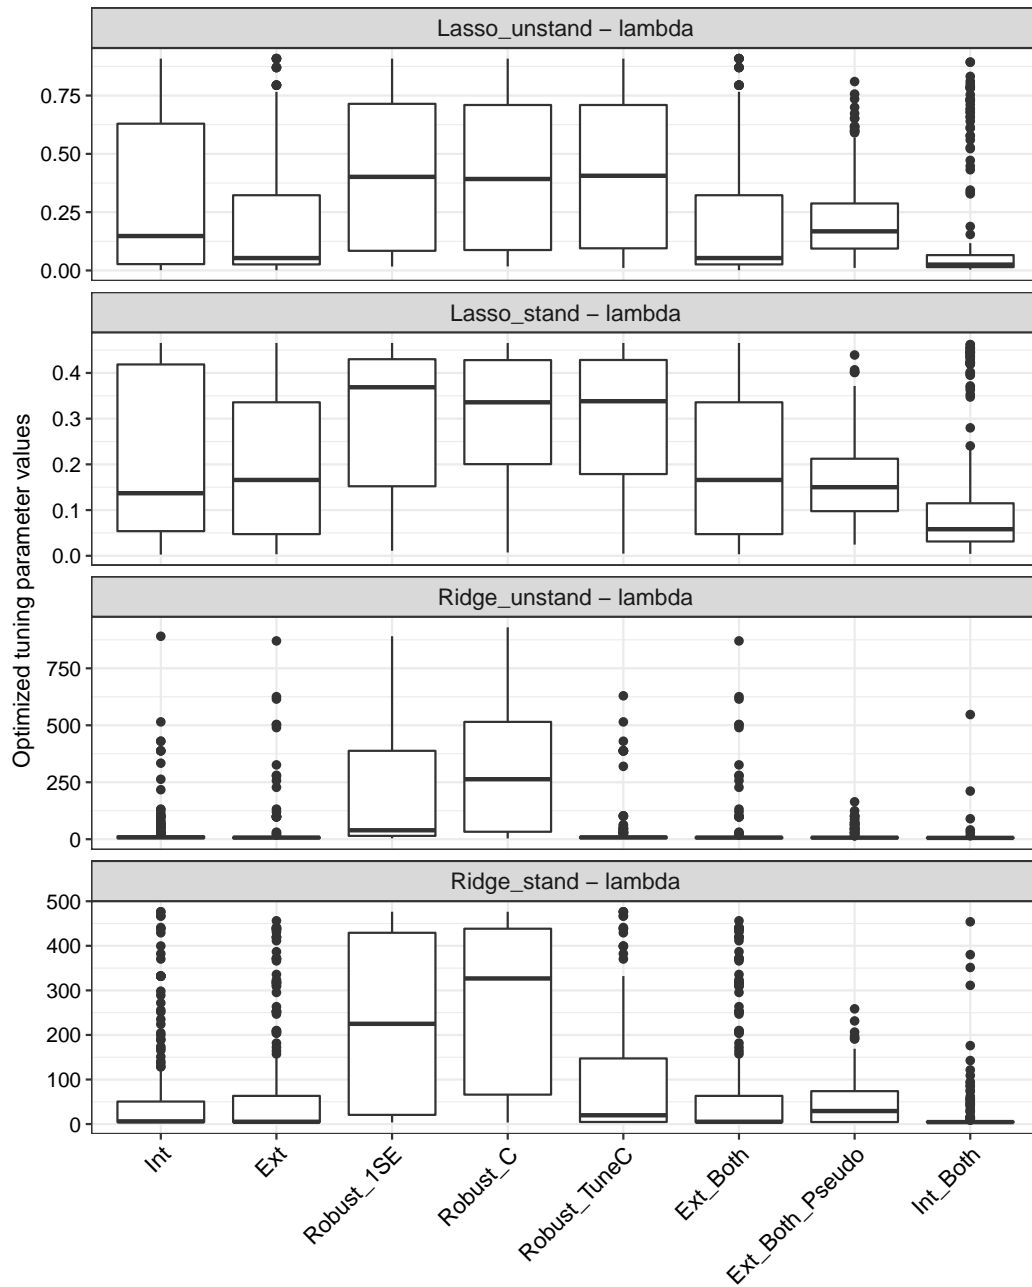 Lasso_unstand – lambda
0.75
0.50
0.25
0.00
Lasso_stand – lambda
0.4
0.3
0.2
0.1
0.0
Ridge_unstand – lambda
750
500
250
0
Ridge_stand – lambda
500
400
300
200
100
0
Optimized tuning parameter values
Int
Ext
Robust_1SE
Robust_C
Robust_TuneC
Ext_Both
Ext_Both_Pseudo
Int_Both